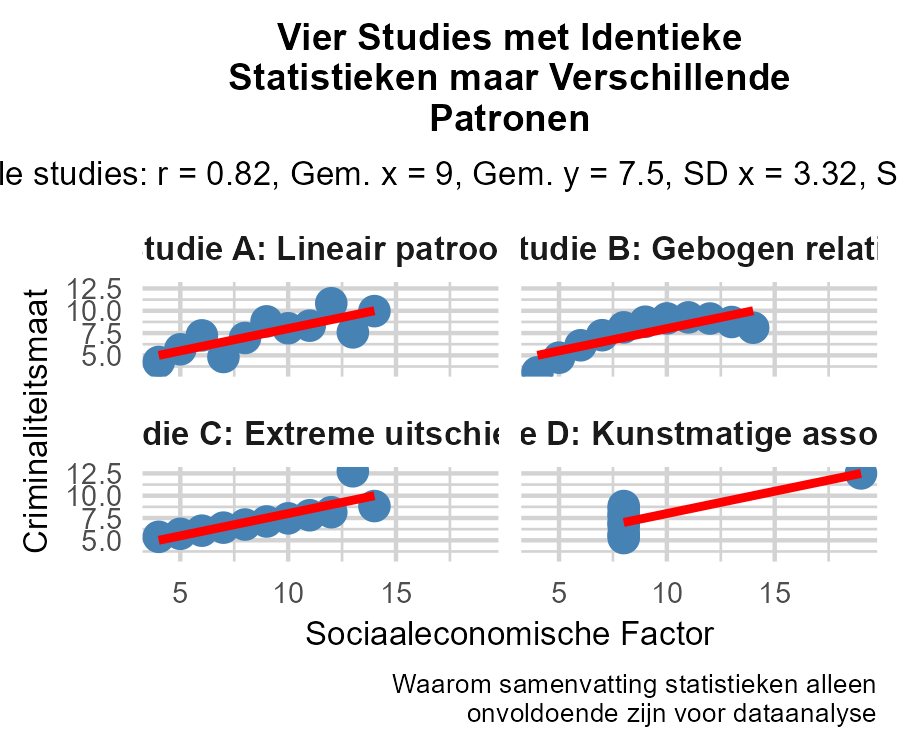 Vier Studies met Identieke
Statistieken maar Verschillende
Patronen
le studies: r = 0.82, Gem. x = 9, Gem. y = 7.5, SD x = 3.32, S
tudie A: Lineair patroo
tudie B: Gebogen relati
12.5
10.0
7.5
5.0
die C: Extreme uitschie
e D: Kunstmatige asso
12.5
10.0
7.5
5.0
Criminaliteitsmaat
5 10 15
5 10 15
Sociaaleconomische Factor
Waarom samenvatting statistieken alleen
onvoldoende zijn voor dataanalyse